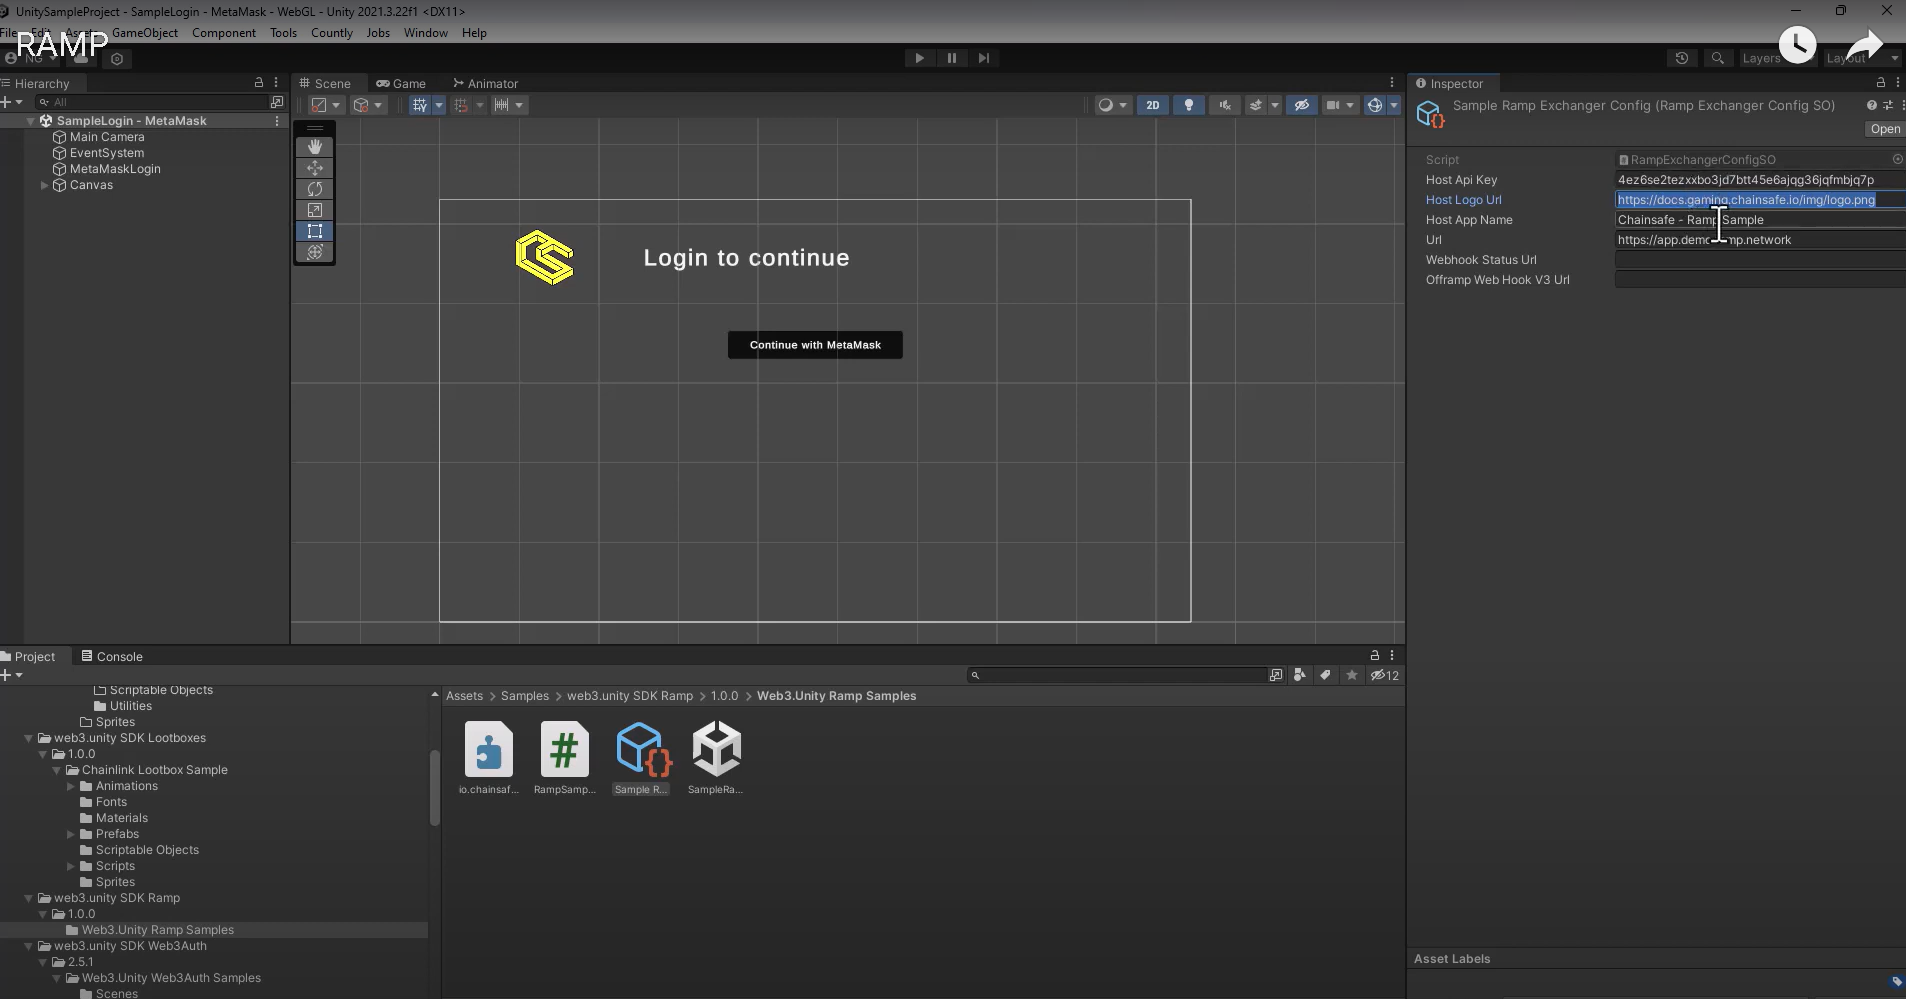 UnitySampleProject - SampleLogin - MetaMask - WebGL - Unity 2021.3.22f1 <DX11>
File Edit Assets GameObject Component Tools Countly Jobs Window Help
RAMP
NG
Layers
Layout
Hierarchy
All
SampleLogin - MetaMask
Main Camera
EventSystem
MetaMaskLogin
Canvas
Scene Game Animator
2D
Login to continue
Continue with MetaMask
Inspector
Sample Ramp Exchanger Config (Ramp Exchanger Config SO)
Open
Script RampExchangerConfigSO
Host Api Key 4ez6se2tezxxbo3jd7btt45e6ajqg36jqfmbjq7p
Host Logo Url https://docs.gaming.chainsafe.io/img/logo.png
Host App Name Chainsafe - Ramp Sample
Url
Webhook Status Url
Offramp Web Hook V3 Url
Project Console
12
Scriptable Objects
Utilities
Sprites
web3.unity SDK Lootboxes
1.0.0
Chainlink Lootbox Sample
Animations
Fonts
Materials
Prefabs
Scriptable Objects
Scripts
Sprites
web3.unity SDK Ramp
1.0.0
Web3.Unity Ramp Samples
web3.unity SDK Web3Auth
2.5.1
Web3.Unity Web3Auth Samples
Scenes
Assets > Samples > web3.unity SDK Ramp > 1.0.0 > Web3.Unity Ramp Samples
io.chainsaf... RampSamp... Sample R... SampleRa...
Asset Labels